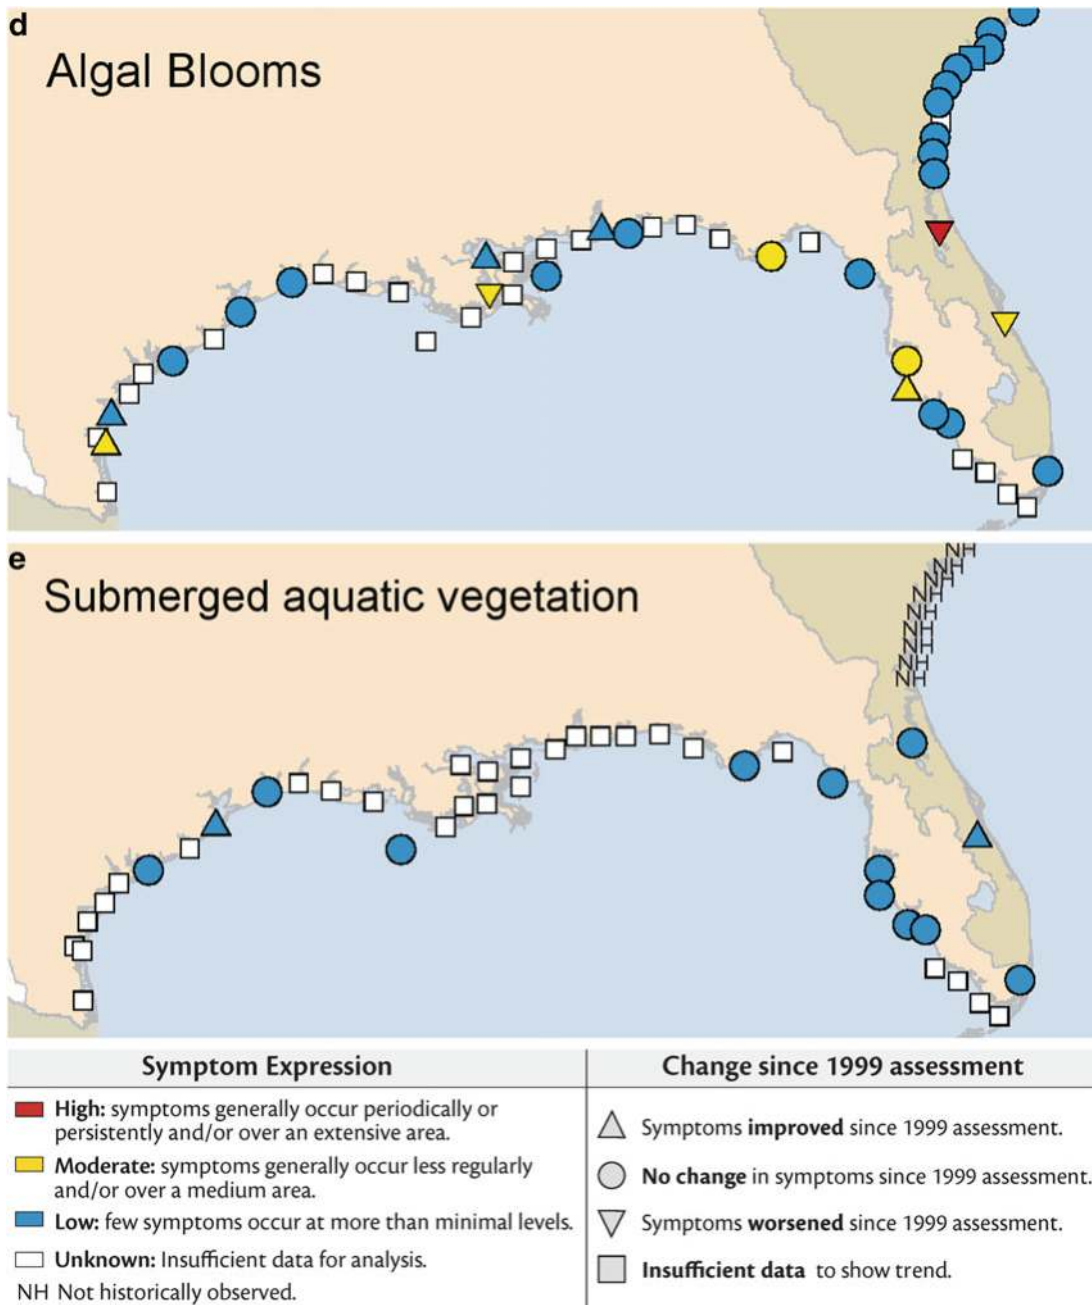 d
Algal Blooms
e
Submerged aquatic vegetation
NH
NH
NH
NH
NH
NH
NH
NH
NH
Symptom Expression
High: symptoms generally occur periodically or
persistently and/or over an extensive area.
Moderate: symptoms generally occur less regularly
and/or over a medium area.
Low: few symptoms occur at more than minimal levels.
Unknown: Insufficient data for analysis.
NH Not historically observed.
Change since 1999 assessment
Symptoms improved since 1999 assessment.
No change in symptoms since 1999 assessment.
Symptoms worsened since 1999 assessment.
Insufficient data to show trend.